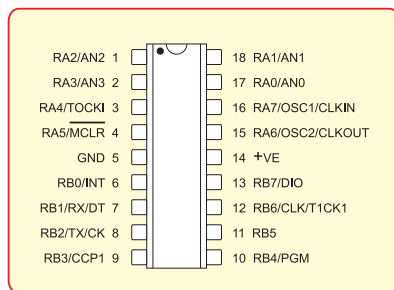 RA2/AN2 1
18 RA1/AN1
RA3/AN3 2
17 RA0/AN0
RA4/TOCKI 3
16 RA7/OSC1/CLKIN
RA5/MCLR 4
15 RA6/OSC2/CLKOUT
GND 5
14 +VE
RB0/INT 6
13 RB7/DIO
RB1/RX/DT 7
12 RB6/CLK/T1CK1
RB2/TX/CK 8
11 RB5
RB3/CCP1 9
10 RB4/PGM